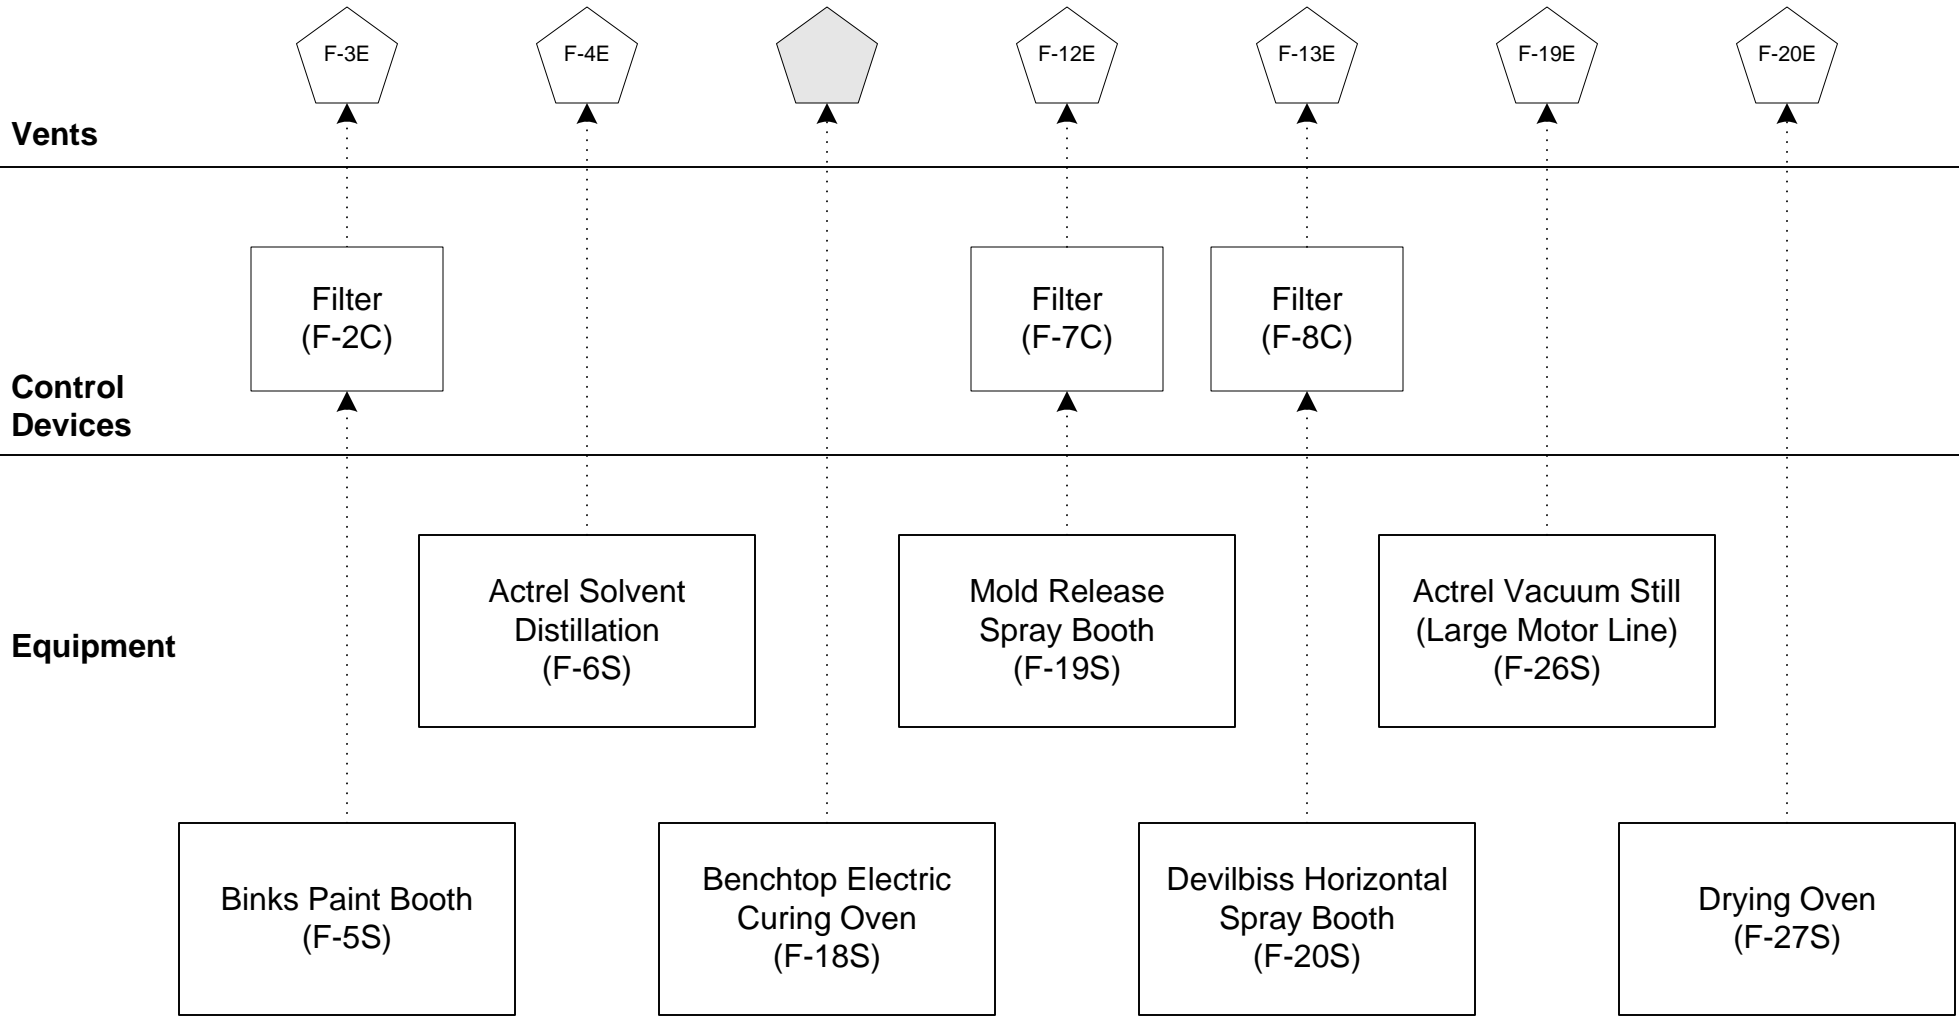 F-3E
F-4E
F-12E
F-13E
F-19E
F-20E
Vents
Filter
(F-2C)
Filter
(F-7C)
Filter
(F-8C)
Control
Devices
Actrel Solvent
Distillation
(F-6S)
Mold Release
Spray Booth
(F-19S)
Actrel Vacuum Still
(Large Motor Line)
(F-26S)
Equipment
Binks Paint Booth
(F-5S)
Benchtop Electric
Curing Oven
(F-18S)
Devilbiss Horizontal
Spray Booth
(F-20S)
Drying Oven
(F-27S)